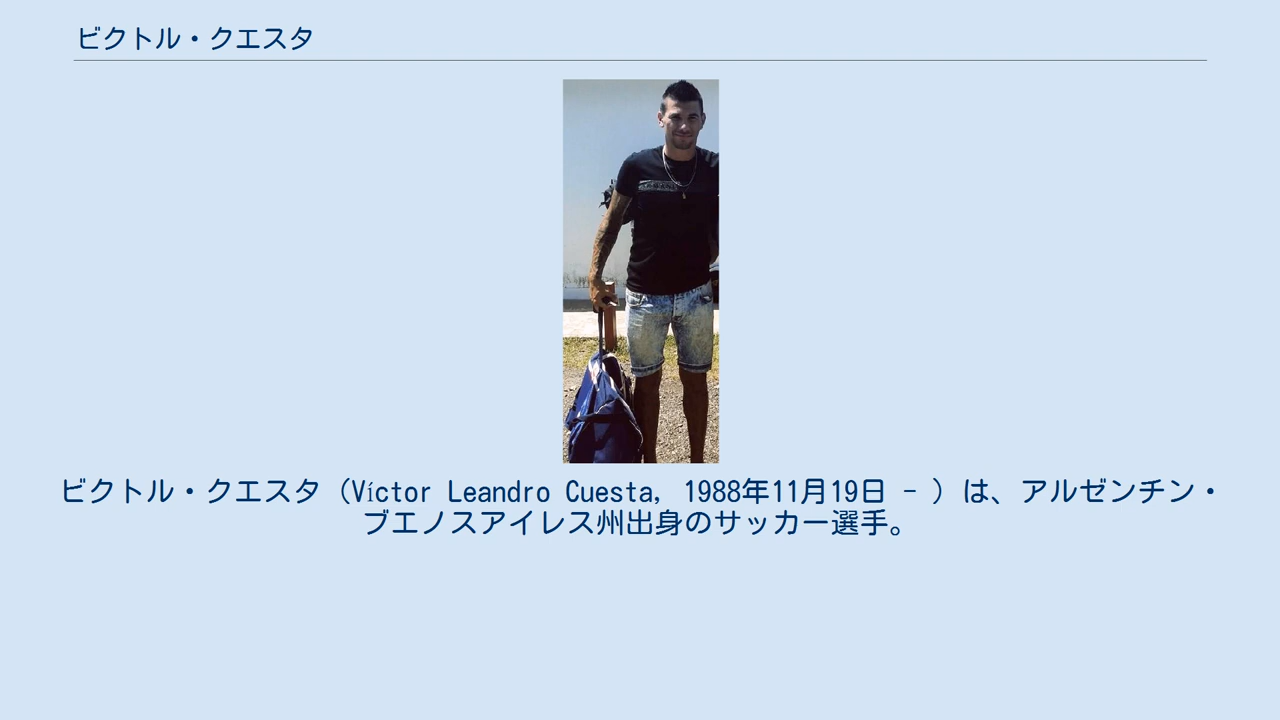 ビクトル・クエスタ
ビクトル・クエスタ（Víctor Leandro Cuesta, 1988年11月19日 - ）は、アルゼンチン・
ブエノスアイレス州出身のサッカー選手。